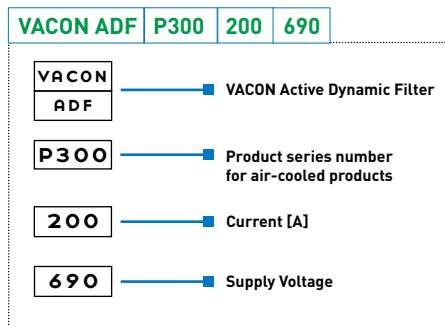 VACON ADF P300 200 690
VACON
ADF
VACON Active Dynamic Filter
P300
Product series number
for air-cooled products
200
Current [A]
690
Supply Voltage